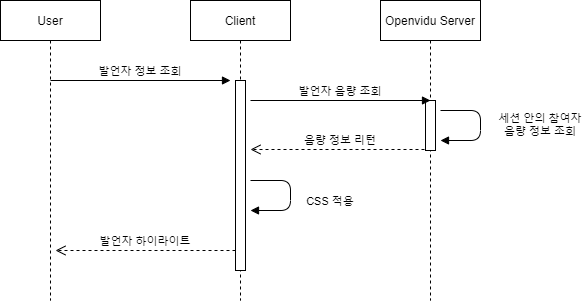 User
Client
Openvidu Server
발언자 정보 조회
발언자 음량 조회
세션 안의 참여자
음량 정보 조회
음량 정보 리턴
CSS 적용
발언자 하이라이트